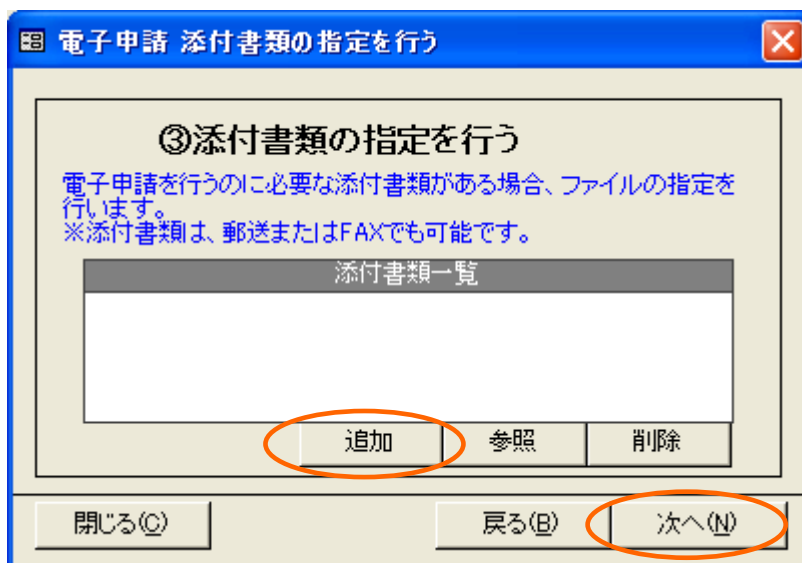 電子申請 添付書類の指定を行う
③添付書類の指定を行う
電子申請を行うのに必要な添付書類がある場合、ファイルの指定を
行います。
※添付書類は、郵送またはFAXでも可能です。
添付書類一覧
追加 参照 削除
閉じる(C) 戻る(B) 次へ(N)